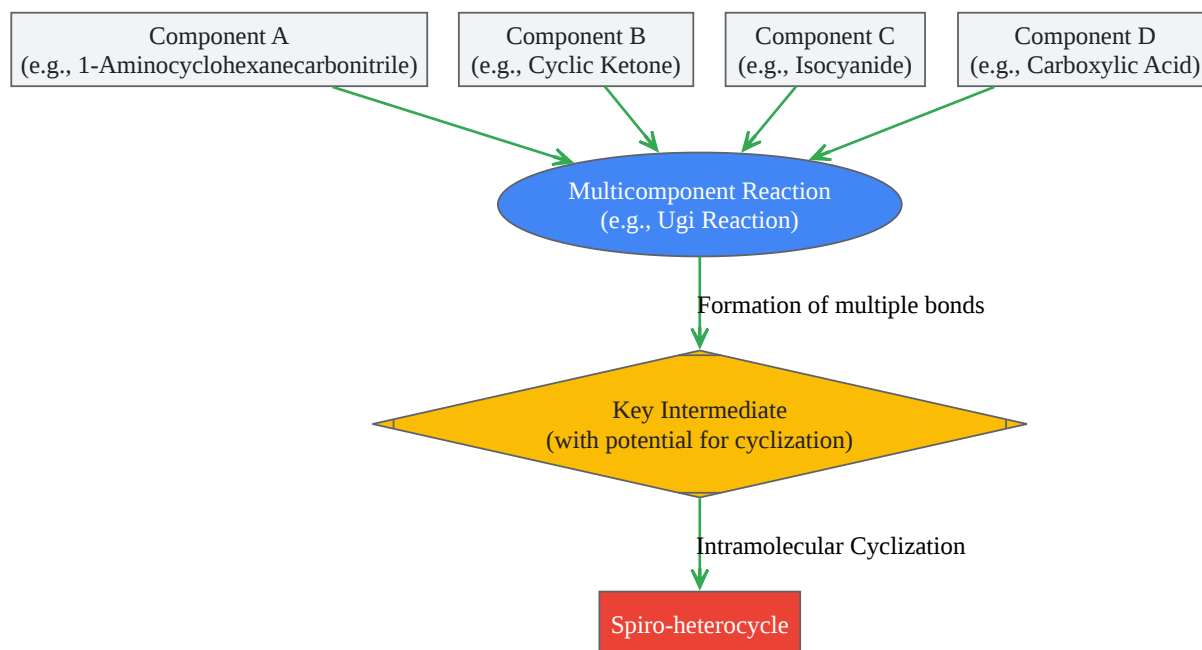 Component A
(e.g., 1-Aminocyclohexanecarbonitrile)
Component B
(e.g., Cyclic Ketone)
Component C
(e.g., Isocyanide)
Component D
(e.g., Carboxylic Acid)
Multicomponent Reaction
(e.g., Ugi Reaction)
Formation of multiple bonds
Key Intermediate
(with potential for cyclization)
Intramolecular Cyclization
Spiro-heterocycle